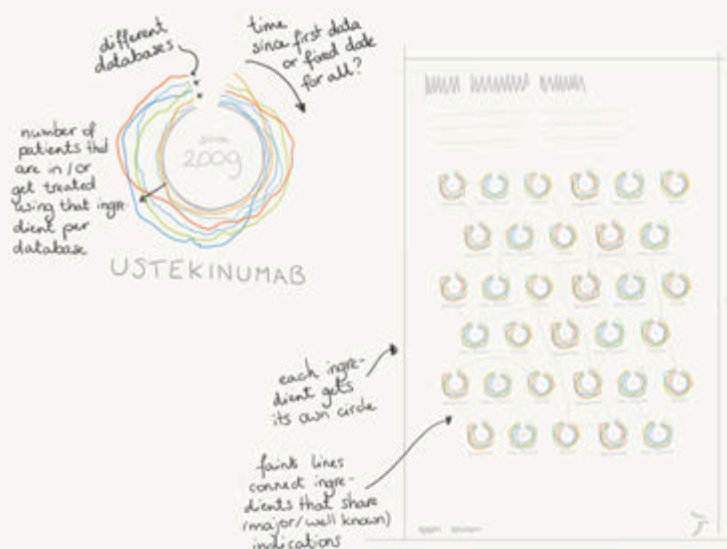 different
databases
time
since first data
or fixed date
for all?
number of
patients that
are in/or
get treated
using that ingre-
dient per
database
since
2009
USTEKINUMAB
each ingre-
dient gets
its own circle
faint lines
connect ingre-
dients that share
(major/well known)
indications